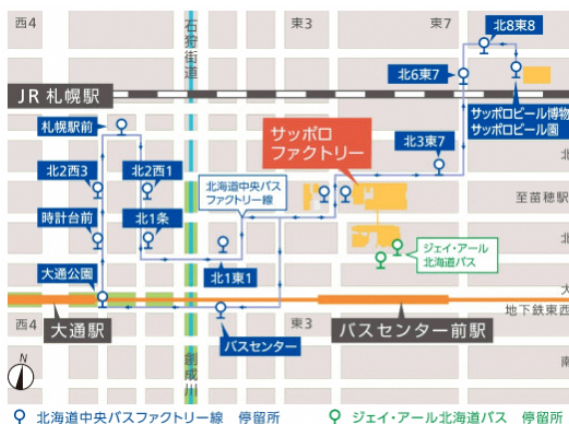 西4
石狩街道
東3
東7
北8東8
北6東7
JR 札幌駅
サッポロビール博物
サッポロビール園
札幌駅前
サッポロ
ファクトリー
北3東7
北
北2西3
北2西1
北海道中央バス
ファクトリー線
至苗穂駅
時計台前
北1条
北1東1
ジェイ・アール
北海道バス
北
大通公園
大
地下鉄東西
西4
大通駅
バスセンター
東3
バスセンター前駅
創成川
南
N
北海道中央バスファクトリー線 停留所
ジェイ・アール北海道バス 停留所